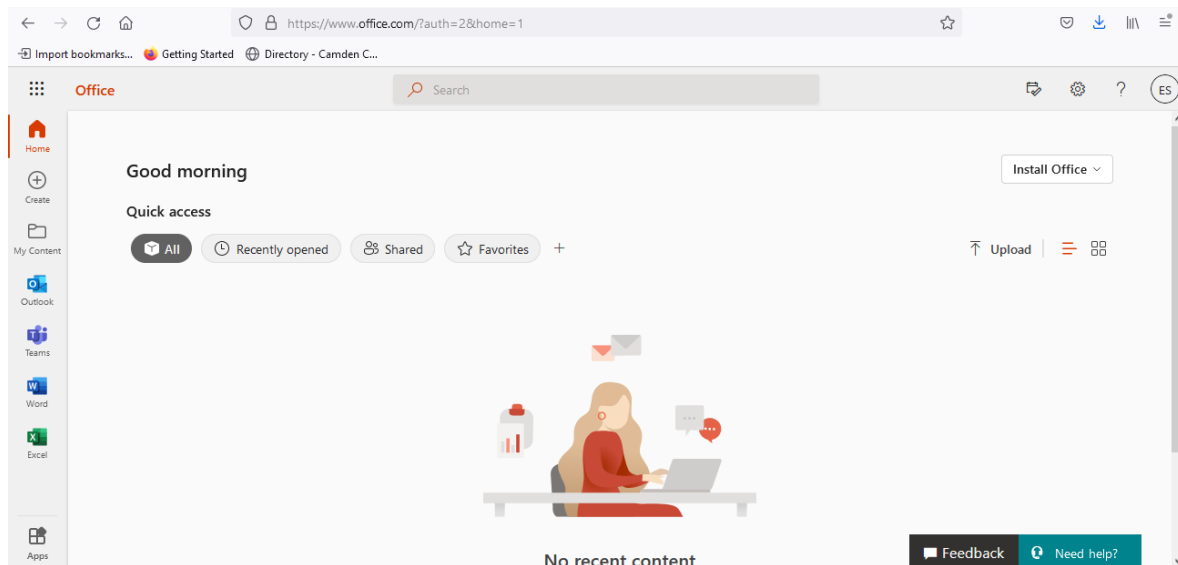 https://www.office.com/?auth=2&home=1
Import bookmarks... Getting Started Directory - Camden C...
Office Search ? ES
Home
Good morning Install Office
Create
Quick access
My Content
All Recently opened Shared Favorites + Upload
Outlook
Teams
Word
Excel
Apps
No recent content
Feedback Need help?